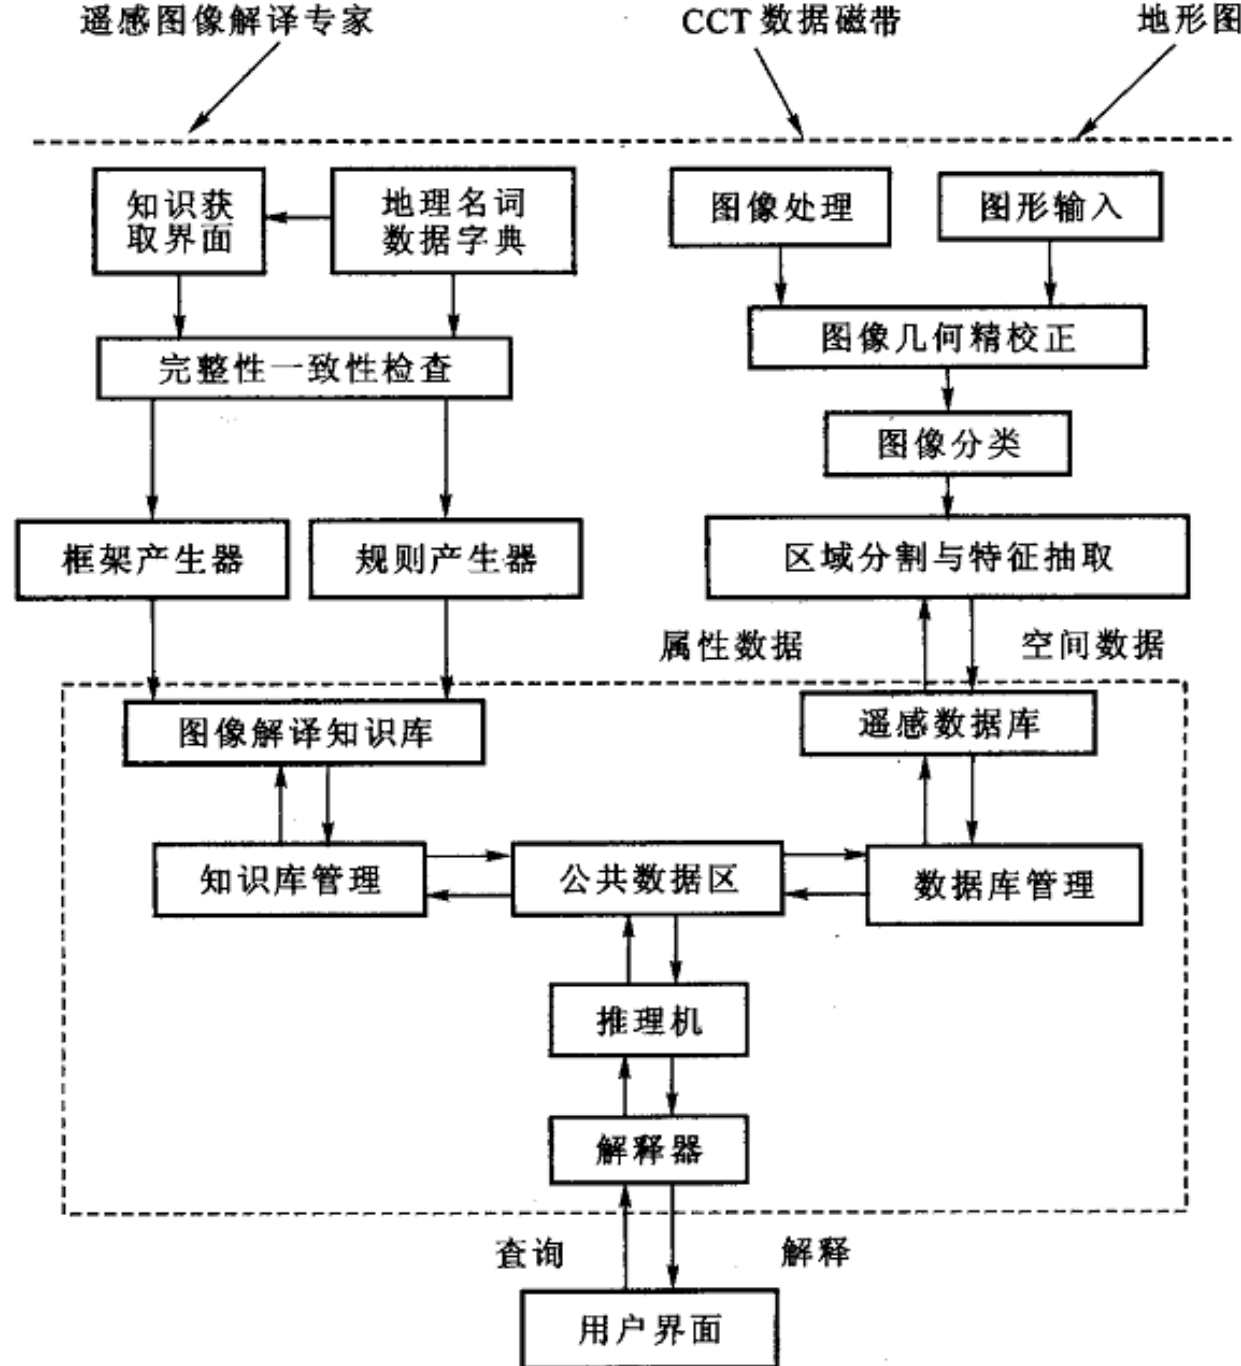 遥感图像解译专家
CCT 数据磁带
地形图
知识获
取界面
地理名词
数据字典
图像处理
图形输入
图像几何精校正
完整性一致性检查
图像分类
框架产生器
规则产生器
区域分割与特征抽取
属性数据
空间数据
图像解译知识库
遥感数据库
知识库管理
公共数据区
数据库管理
推理机
解释器
查询
解释
用户界面